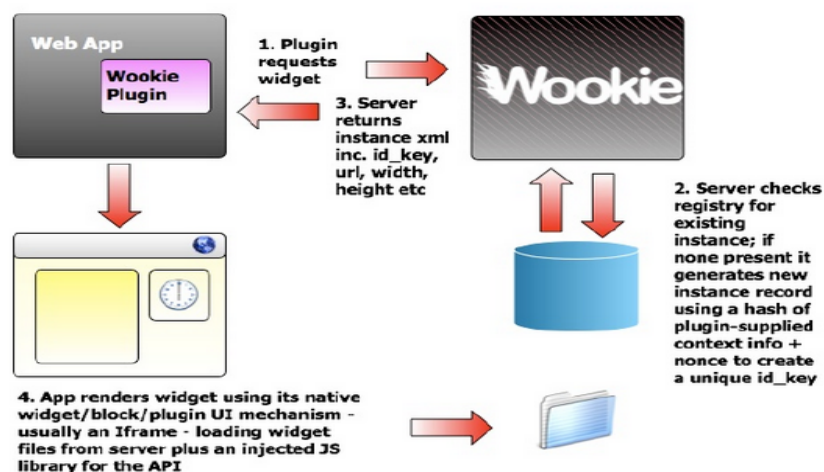 Web App
Wookie
Plugin
1. Plugin
requests
widget
Wookie
3. Server
returns
instance xml
inc. id_key,
url, width,
height etc
2. Server checks
registry for
existing
instance; if
none present it
generates new
instance record
using a hash of
plugin-supplied
context info +
nonce to create
a unique id_key
4. App renders widget using its native
widget/block/plugin UI mechanism -
usually an Iframe - loading widget
files from server plus an injected JS
library for the API